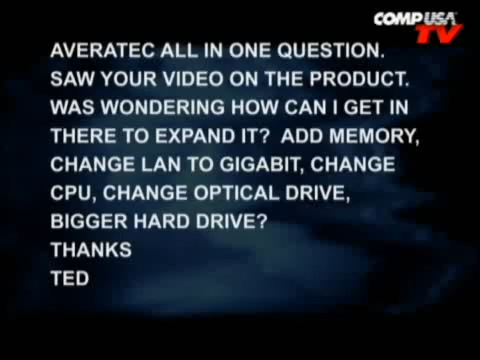 COMPUSA
TV
AVERATEC ALL IN ONE QUESTION.
SAW YOUR VIDEO ON THE PRODUCT.
WAS WONDERING HOW CAN I GET IN
THERE TO EXPAND IT? ADD MEMORY,
CHANGE LAN TO GIGABIT, CHANGE
CPU, CHANGE OPTICAL DRIVE,
BIGGER HARD DRIVE?
THANKS
TED